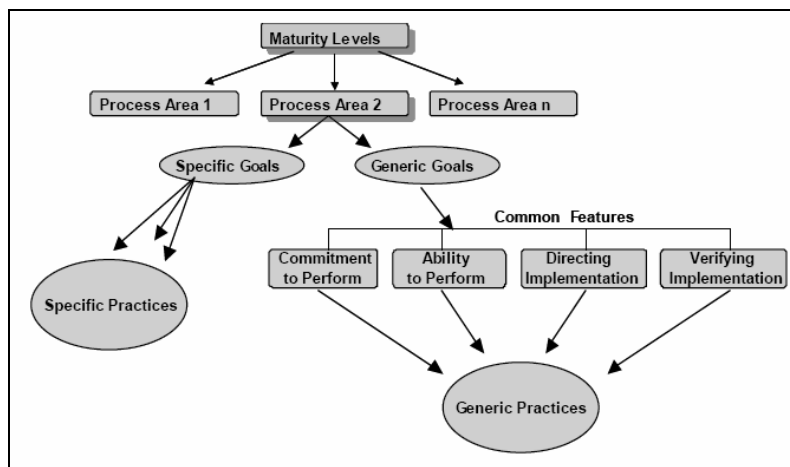 Maturity Levels
Process Area 1
Process Area 2
Process Area n
Specific Goals
Generic Goals
Common Features
Commitment
to Perform
Ability
to Perform
Directing
Implementation
Verifying
Implementation
Specific Practices
Generic Practices